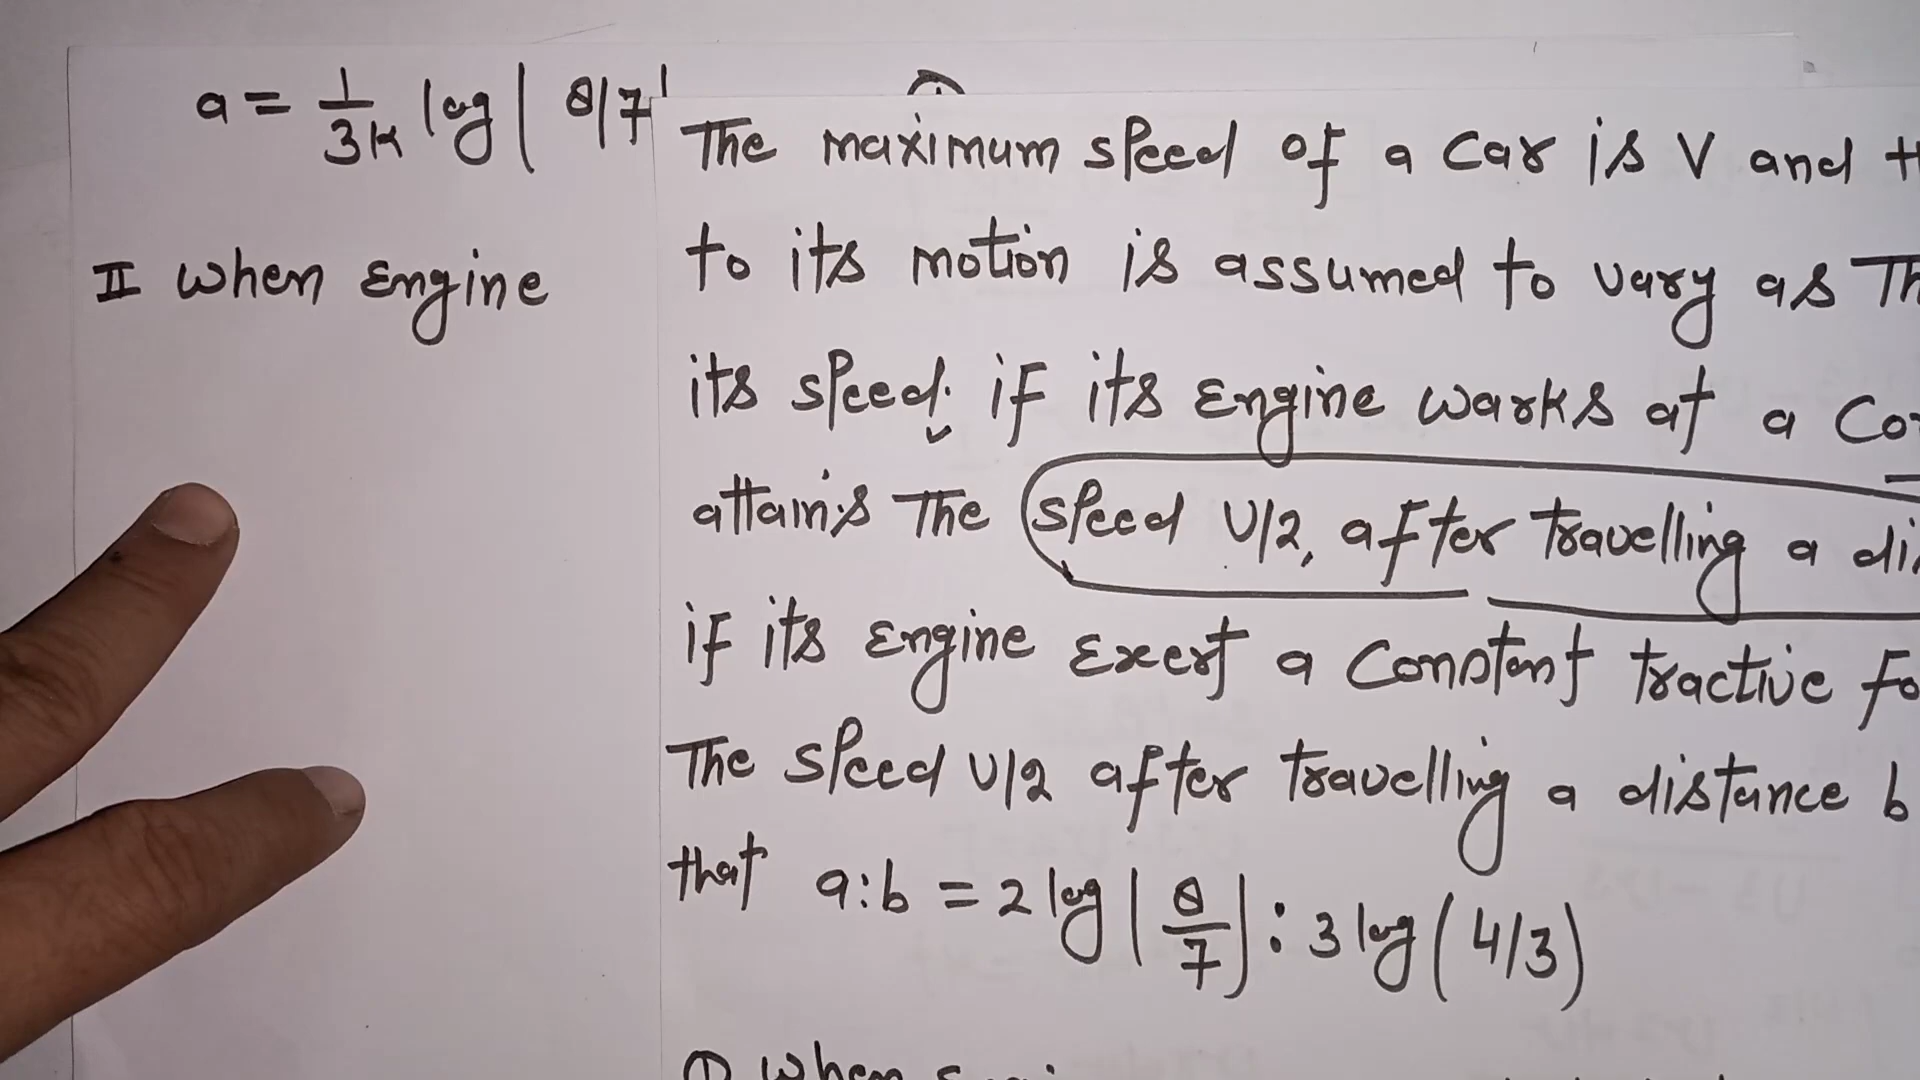 a = 1/3k log( 8/7
II when Engine
The maximum speed of a car is V and
to its motion is assumed to vary as
its speed. if its Engine works at a
attains the speed V/2, after travelling a
if its Engine Exert a constant tractive
The speed V/2 after travelling a distance b
that a:b = 2 log(8/7) : 3 log(4/3)
① when